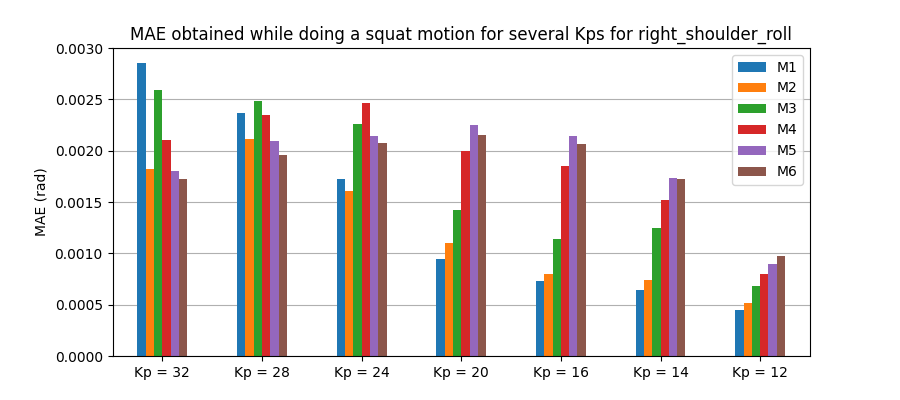 MAE obtained while doing a squat motion for several Kps for right_shoulder_roll
MAE (rad)
0.0030
0.0025
0.0020
0.0015
0.0010
0.0005
0.0000
Kp = 32
Kp = 28
Kp = 24
Kp = 20
Kp = 16
Kp = 14
Kp = 12
M1
M2
M3
M4
M5
M6